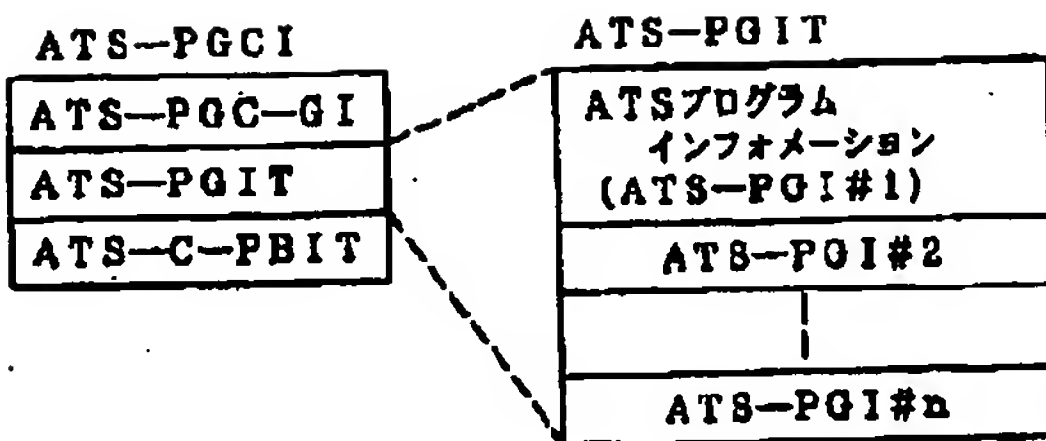 ATS-PGCI
ATS-PGC-GI
ATS-PGIT
ATS-C-PBIT
ATS-PGIT
ATSプログラム
インフォメーション
(ATS-PGI#1)
ATS-PGI#2
ATS-PGI#n